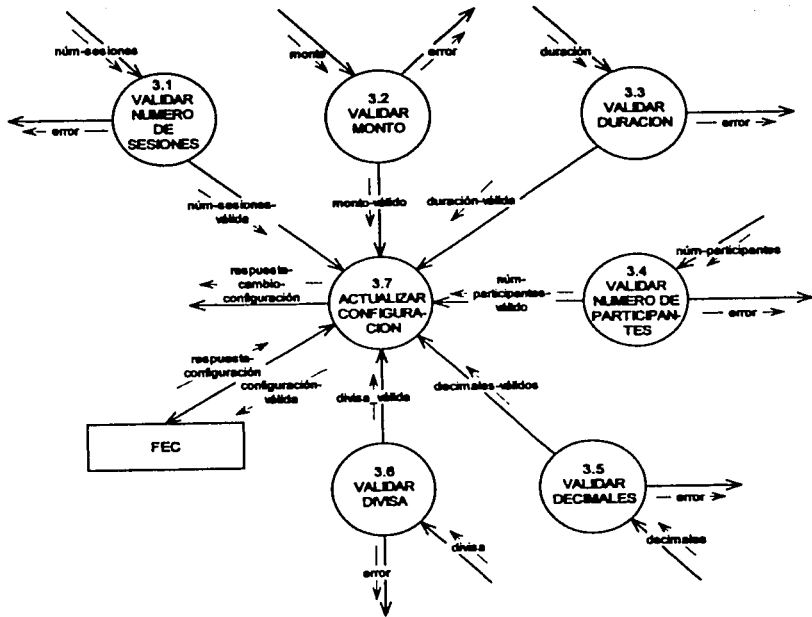 núm-sesiones
monto
error
duración
3.1
VALIDAR
NUMERO
DE
SESIONES
3.2
VALIDAR
MONTO
3.3
VALIDAR
DURACION
error
error
núm-sesiones-
válida
monto-válido
duración-válida
núm-participantes
respuesta-
cambio-
configuración
3.7
ACTUALIZAR
CONFIGURA-
CION
núm-
participantes-
válido
3.4
VALIDAR
NUMERO DE
PARTICIPAN-
TES
error
respuesta-
configuración
configuración-
válida
divisa_válida
decimales-válidos
FEC
3.6
VALIDAR
DIVISA
3.5
VALIDAR
DECIMALES
error
divisa
decimales
error